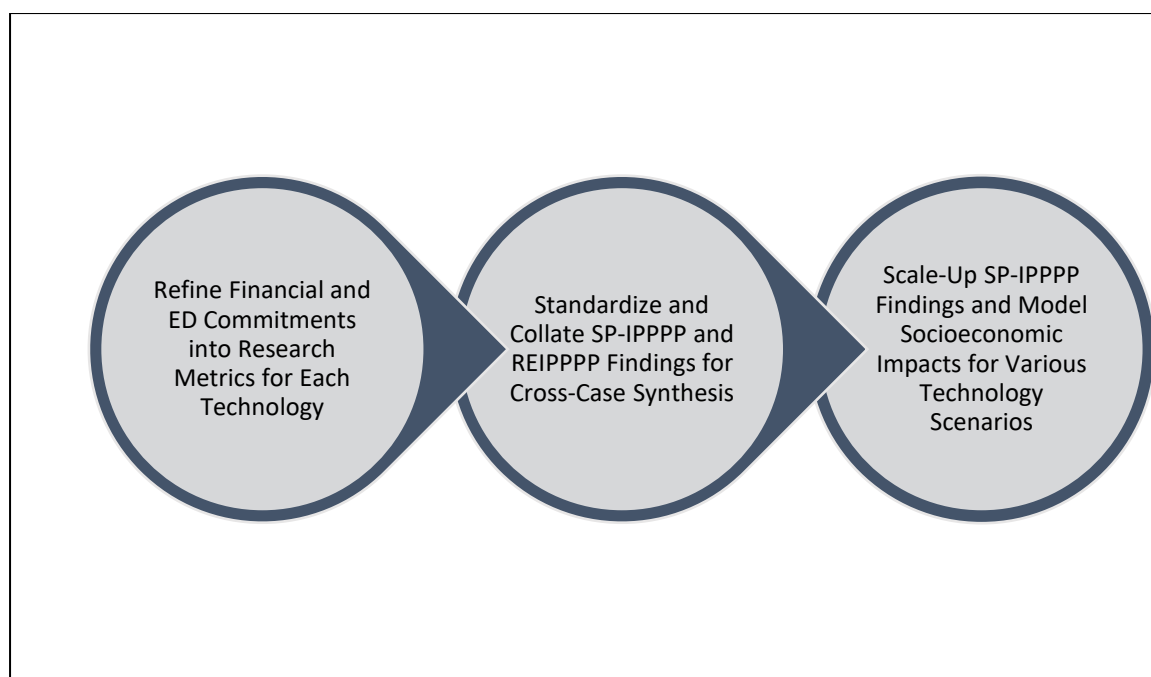 Refine Financial and
ED Commitments
into Research
Metrics for Each
Technology
Standardize and
Collate SP-IPPPP and
REIPPPP Findings for
Cross-Case Synthesis
Scale-Up SP-IPPPP
Findings and Model
Socioeconomic
Impacts for Various
Technology
Scenarios